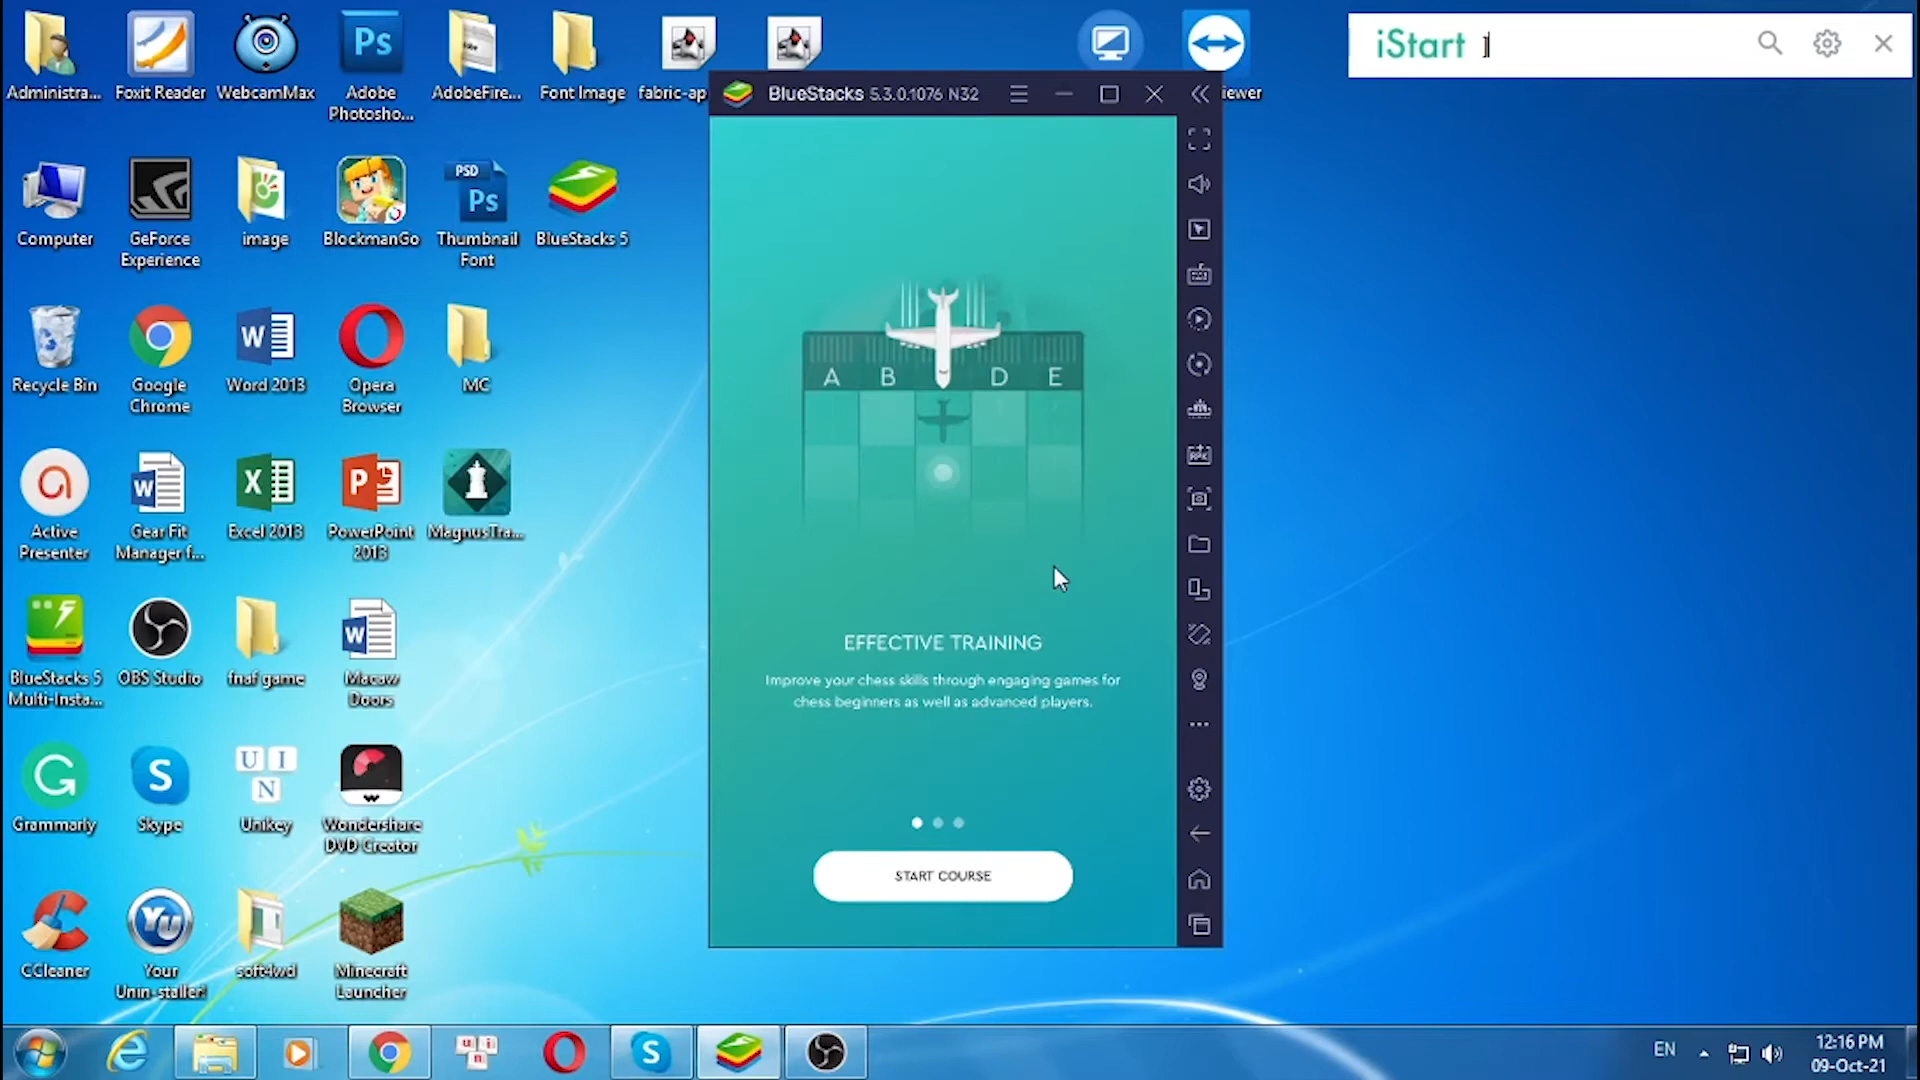 Administra...
Foxit Reader
WebcamMax
Ps
Adobe
Photosho...
AdobeFire...
Font Image
fabric-ap
iewer
iStart
BlueStacks 5.3.0.1076 N32
Computer
GeForce
Experience
image
BlockmanGo
PSD
Ps
Thumbnail
Font
BlueStacks 5
A B D E
Recycle Bin
Google
Chrome
W
Word 2013
Opera
Browser
MC
Active
Presenter
W
Gear Fit
Manager f...
X
Excel 2013
P
PowerPoint
2013
MagnusTra...
BlueStacks 5
Multi-Insta...
OBS Studio
fnaf game
W
Macaw
Doors
EFFECTIVE TRAINING
Improve your chess skills through engaging games for
chess beginners as well as advanced players.
START COURSE
G
Grammarly
S
Skype
U I
N
Unikey
Wondershare
DVD Creator
CCleaner
Yu
Your
Unin-staller!
soft4wd
Minecraft
Launcher
S
EN
12:16 PM
09-Oct-21